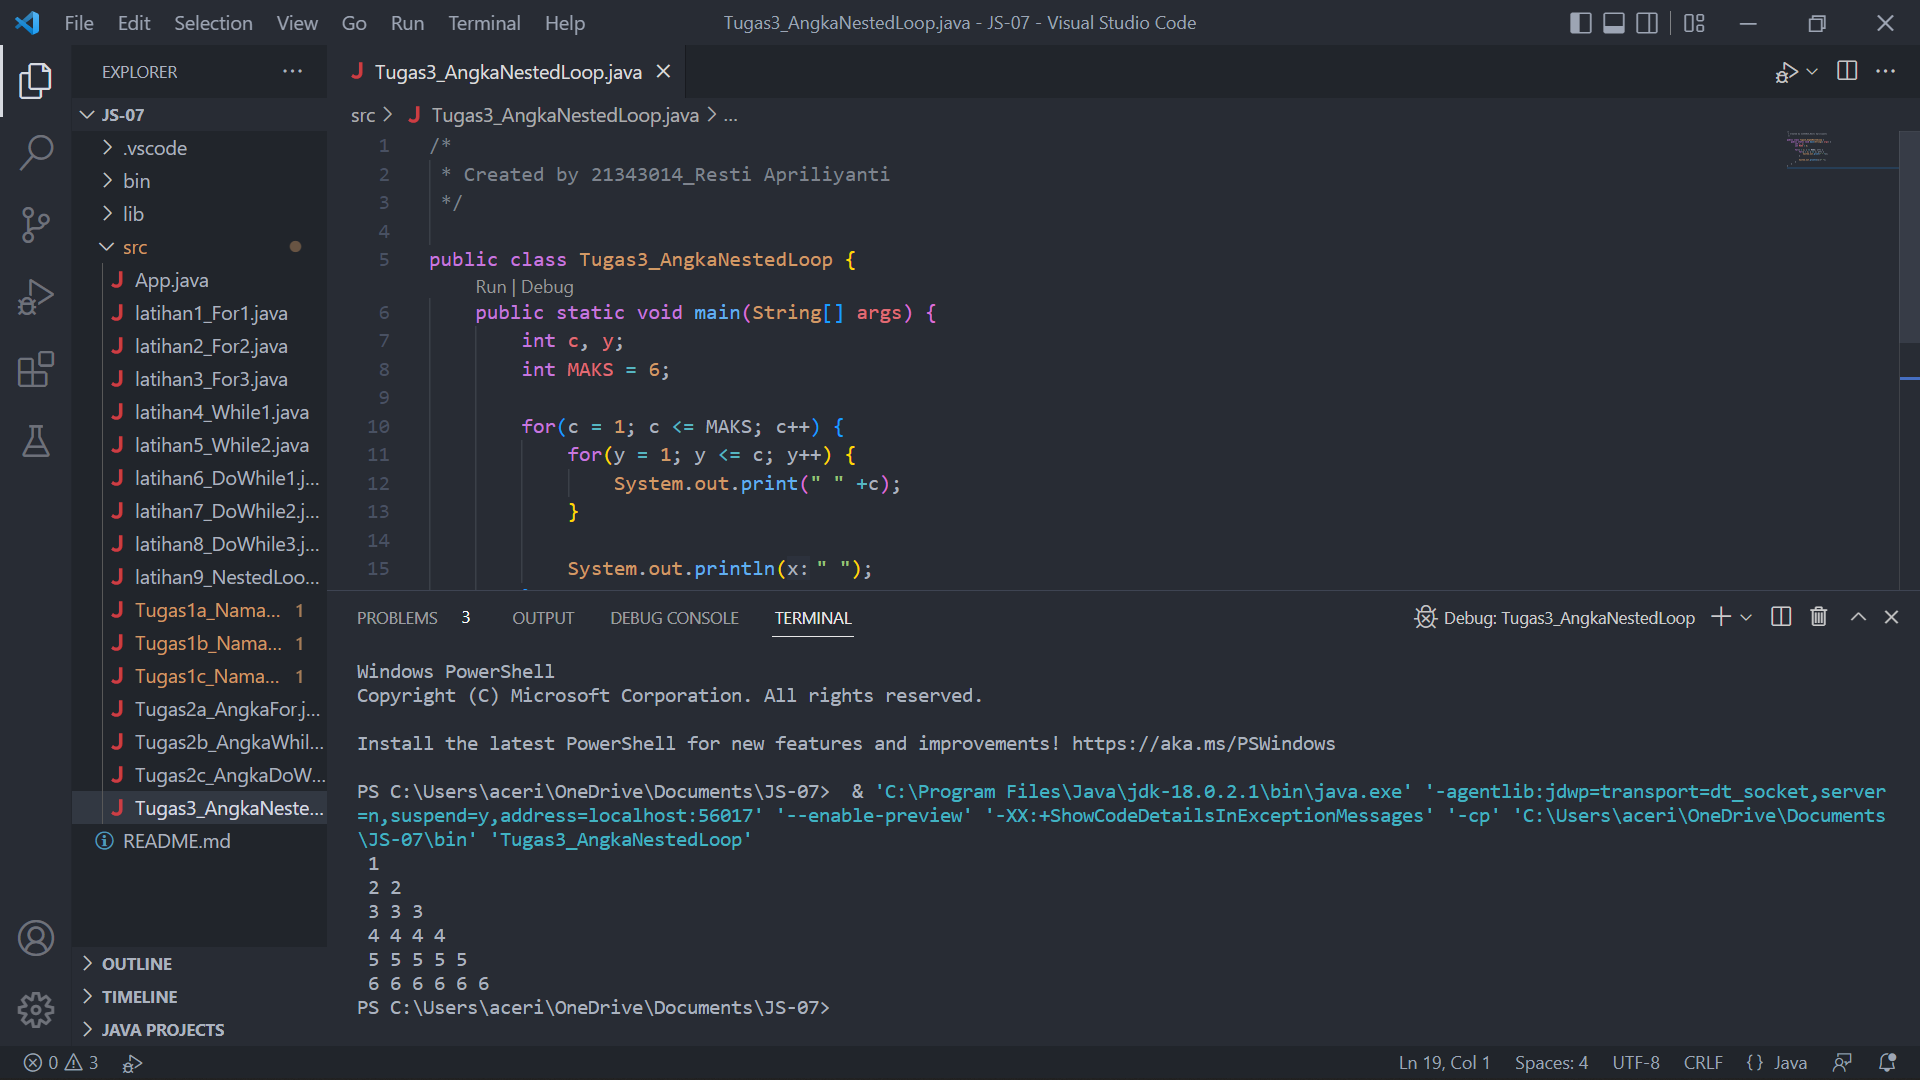 File Edit Selection View Go Run Terminal Help
Tugas3_AngkaNestedLoop.java - JS-07 - Visual Studio Code
EXPLORER
JS-07
.vscode
bin
lib
src
App.java
latihan1_For1.java
latihan2_For2.java
latihan3_For3.java
latihan4_While1.java
latihan5_While2.java
latihan6_DoWhile1.j...
latihan7_DoWhile2.j...
latihan8_DoWhile3.j...
latihan9_NestedLoo...
Tugas1a_Nama... 1
Tugas1b_Nama... 1
Tugas1c_Nama... 1
Tugas2a_AngkaFor.j...
Tugas2b_AngkaWhil...
Tugas2c_AngkaDoW...
Tugas3_AngkaNeste...
README.md
OUTLINE
TIMELINE
JAVA PROJECTS
Tugas3_AngkaNestedLoop.java
src > Tugas3_AngkaNestedLoop.java > ...
1 /*
2 * Created by 21343014_Resti Apriliyanti
3 */
4
5 public class Tugas3_AngkaNestedLoop {
Run | Debug
6 public static void main(String[] args) {
7 int c, y;
8 int MAKS = 6;
9
10 for(c = 1; c <= MAKS; c++) {
11 for(y = 1; y <= c; y++) {
12 System.out.print(" " +c);
13 }
14
15 System.out.println(x: " ");
PROBLEMS 3 OUTPUT DEBUG CONSOLE TERMINAL
Debug: Tugas3_AngkaNestedLoop
Windows PowerShell
Copyright (C) Microsoft Corporation. All rights reserved.
Install the latest PowerShell for new features and improvements! https://aka.ms/PSWindows
PS C:\Users\aceri\OneDrive\Documents\JS-07> & 'C:\Program Files\Java\jdk-18.0.2.1\bin\java.exe' '-agentlib:jdwp=transport=dt_socket,server
=n,suspend=y,address=localhost:56017' '--enable-preview' '-XX:+ShowCodeDetailsInExceptionMessages' '-cp' 'C:\Users\aceri\OneDrive\Documents
\JS-07\bin' 'Tugas3_AngkaNestedLoop'
1
2 2
3 3 3
4 4 4 4
5 5 5 5 5
6 6 6 6 6 6
PS C:\Users\aceri\OneDrive\Documents\JS-07>
0 3
Ln 19, Col 1 Spaces: 4 UTF-8 CRLF {} Java